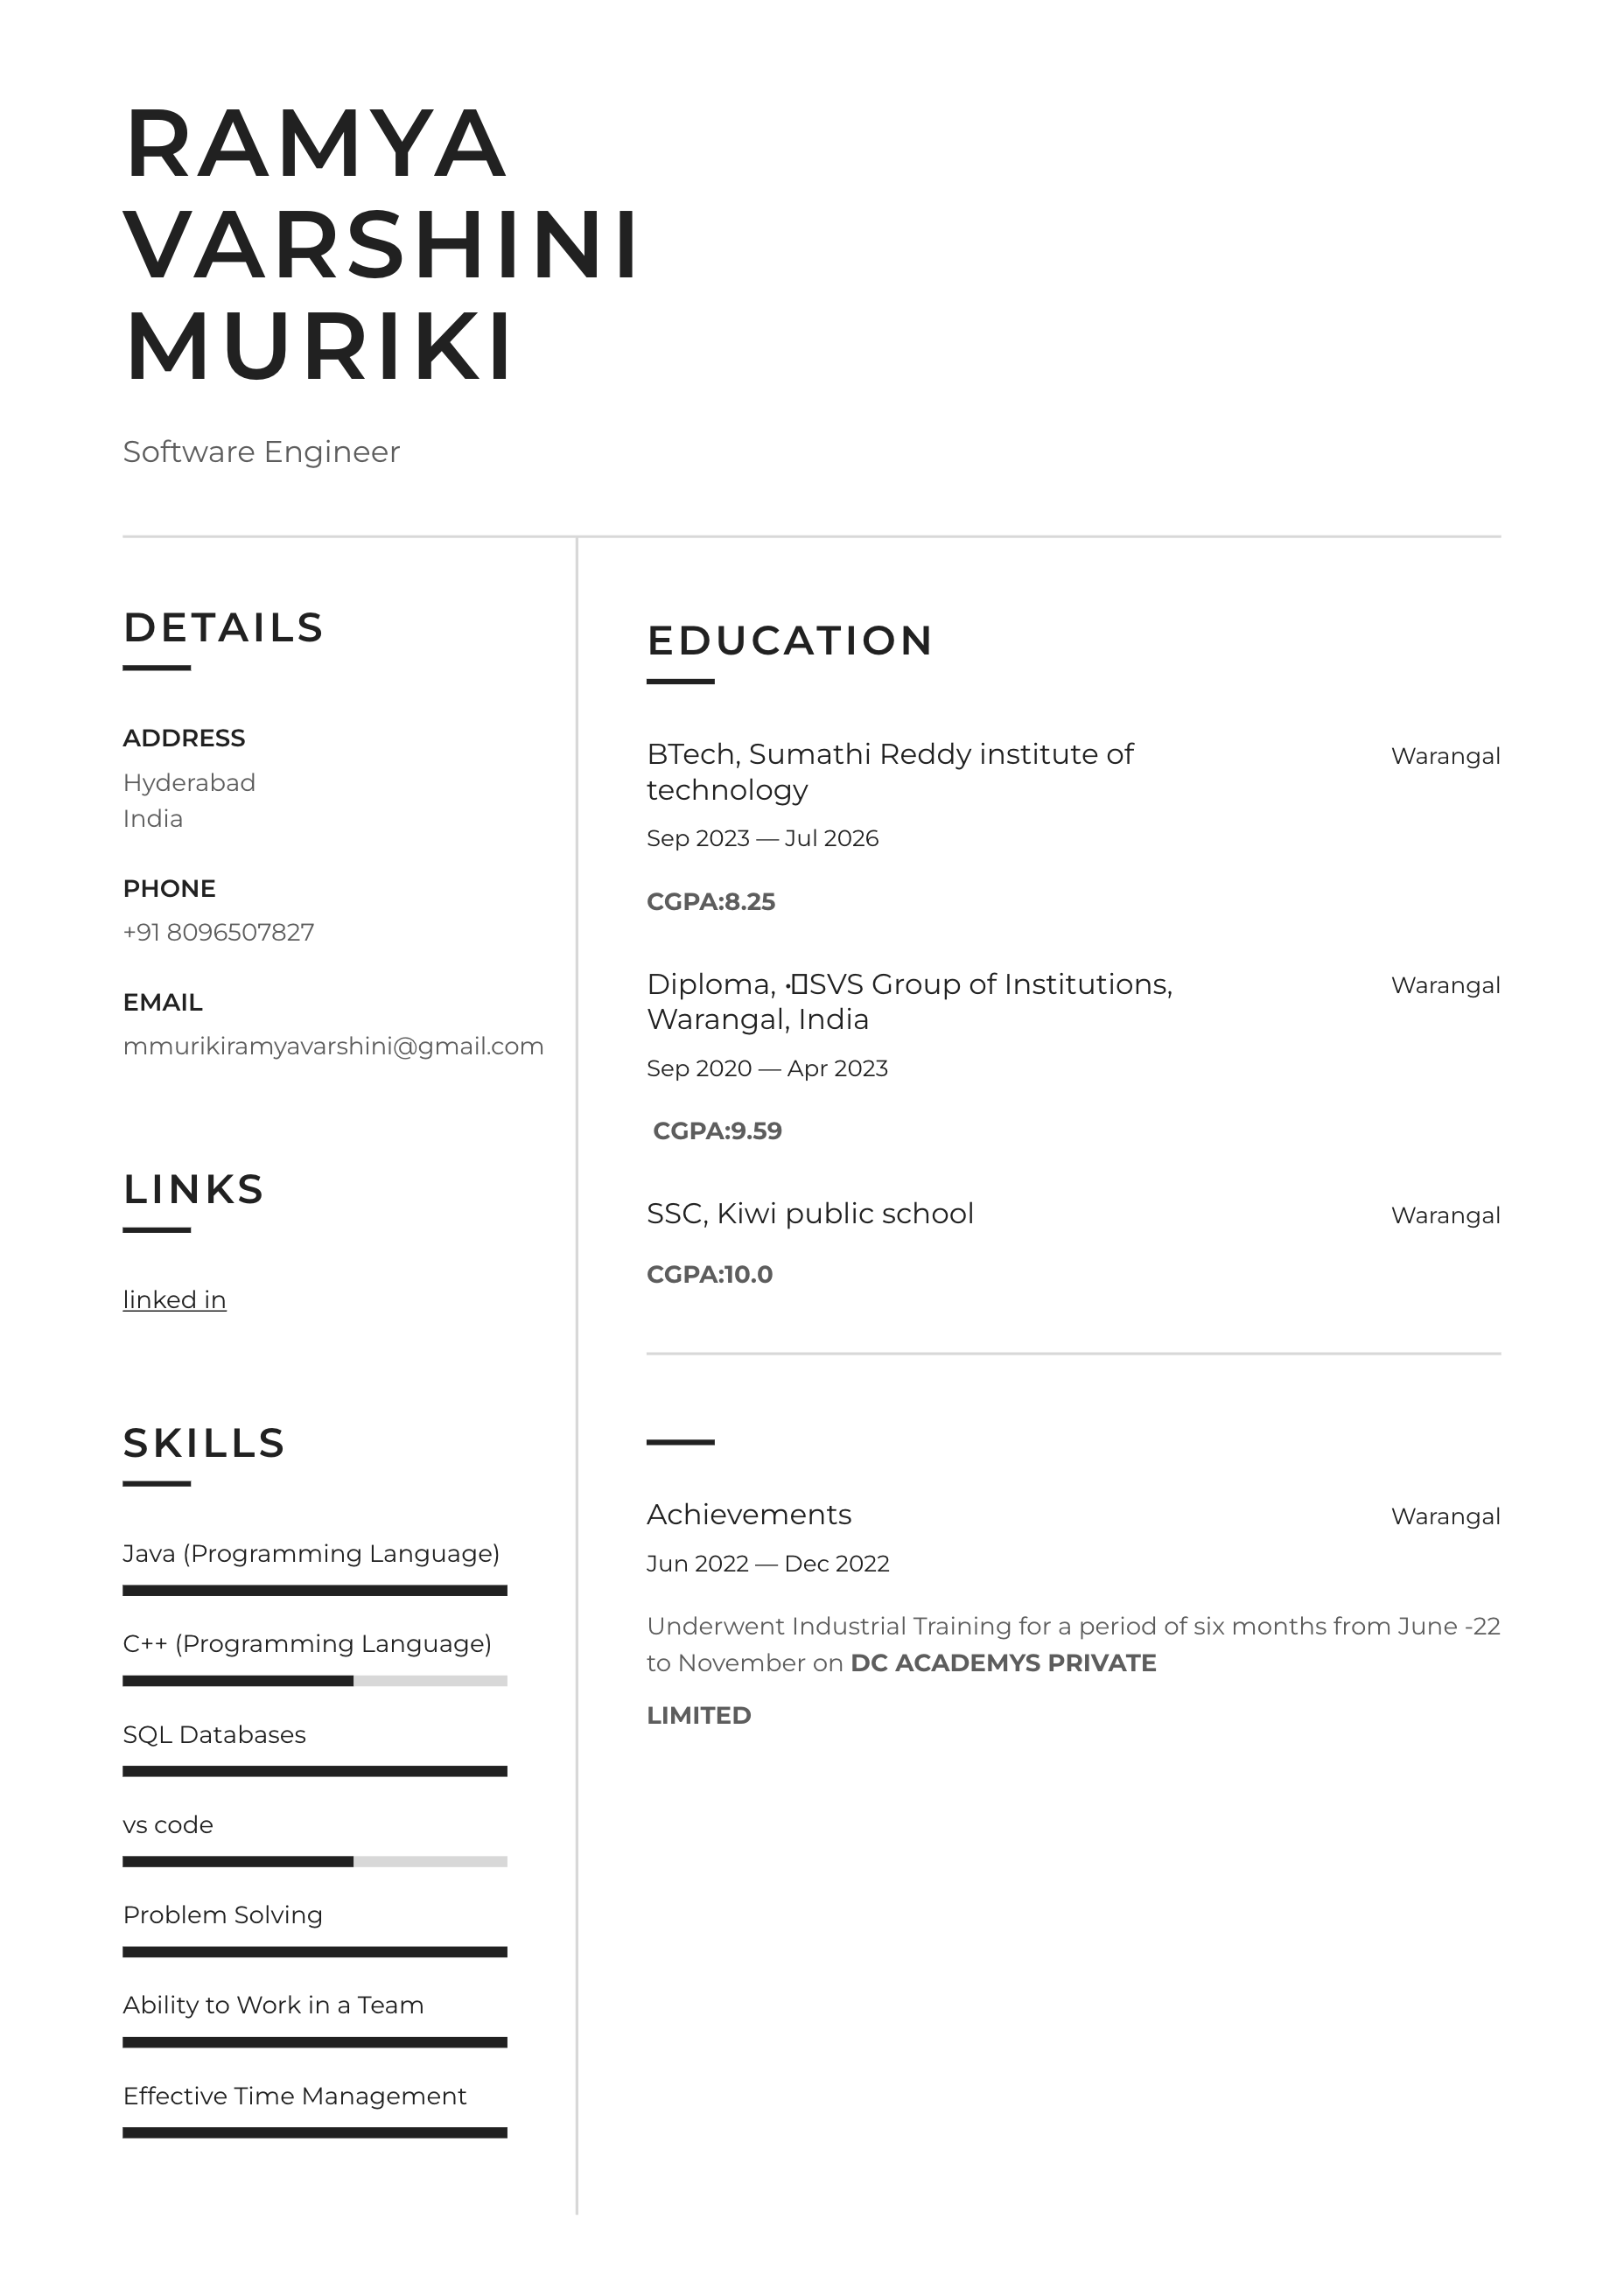 RAMYA
VARSHINI
MURIKI
Software Engineer
DETAILS
ADDRESS
Hyderabad
India
PHONE
+91 8096507827
EMAIL
mmurikiramyavarshini@gmail.com
LINKS
linked in
SKILLS
Java (Programming Language)
C++ (Programming Language)
SQL Databases
vs code
Problem Solving
Ability to Work in a Team
Effective Time Management
EDUCATION
BTech, Sumathi Reddy institute of
technology
Warangal
Sep 2023 — Jul 2026
CGPA:8.25
Diploma, •▯SVS Group of Institutions,
Warangal, India
Warangal
Sep 2020 — Apr 2023
CGPA:9.59
SSC, Kiwi public school
Warangal
CGPA:10.0
Achievements
Warangal
Jun 2022 — Dec 2022
Underwent Industrial Training for a period of six months from June -22
to November on DC ACADEMYS PRIVATE
LIMITED